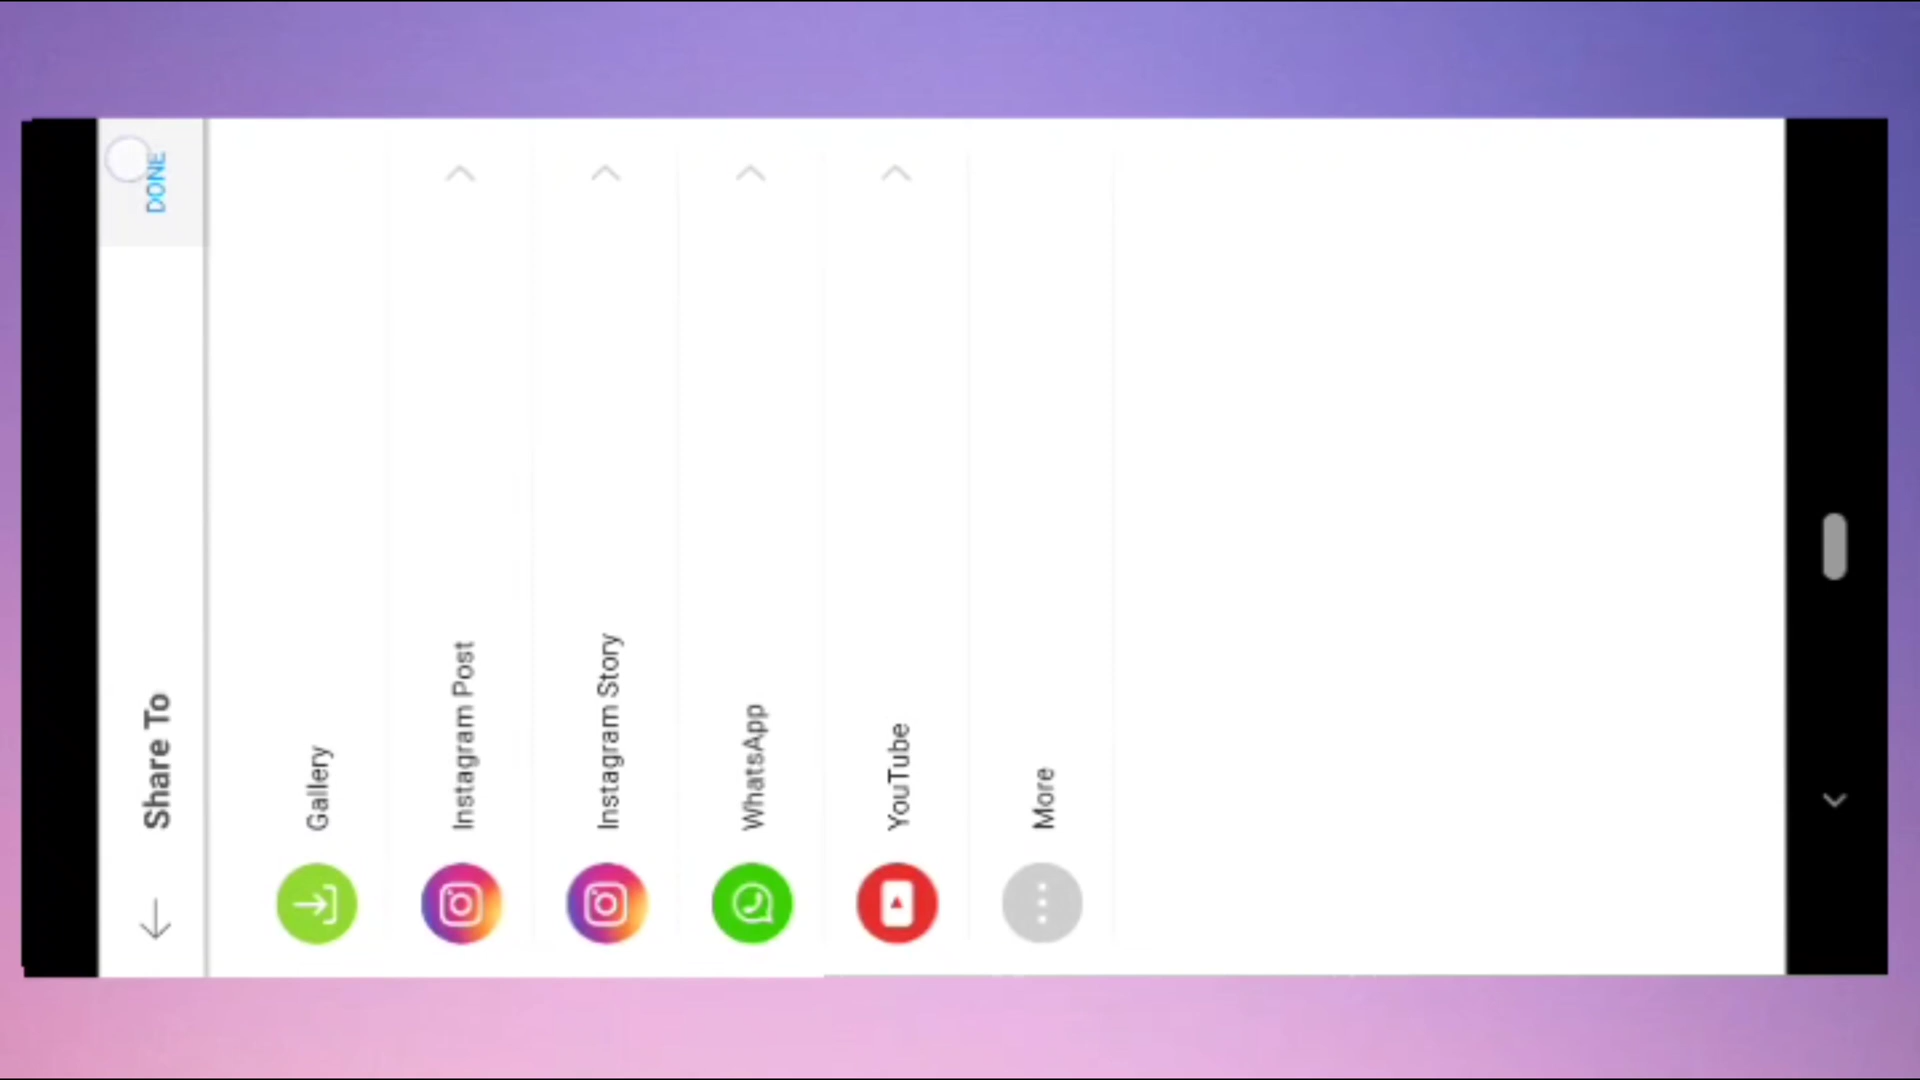 Share To
DONE
Gallery
Instagram Post
Instagram Story
WhatsApp
YouTube
More